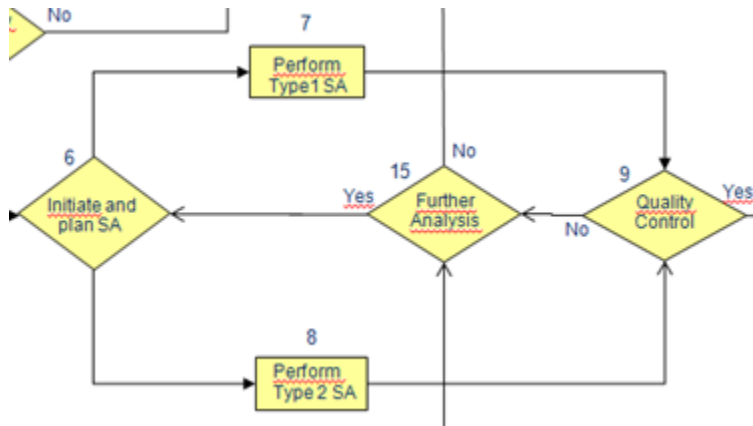 No
7
Perform
Type1 SA
6
Initiate and
plan SA
15
No
Yes
Further
Analysis
9
Quality
Control
Yes
No
8
Perform
Type 2 SA